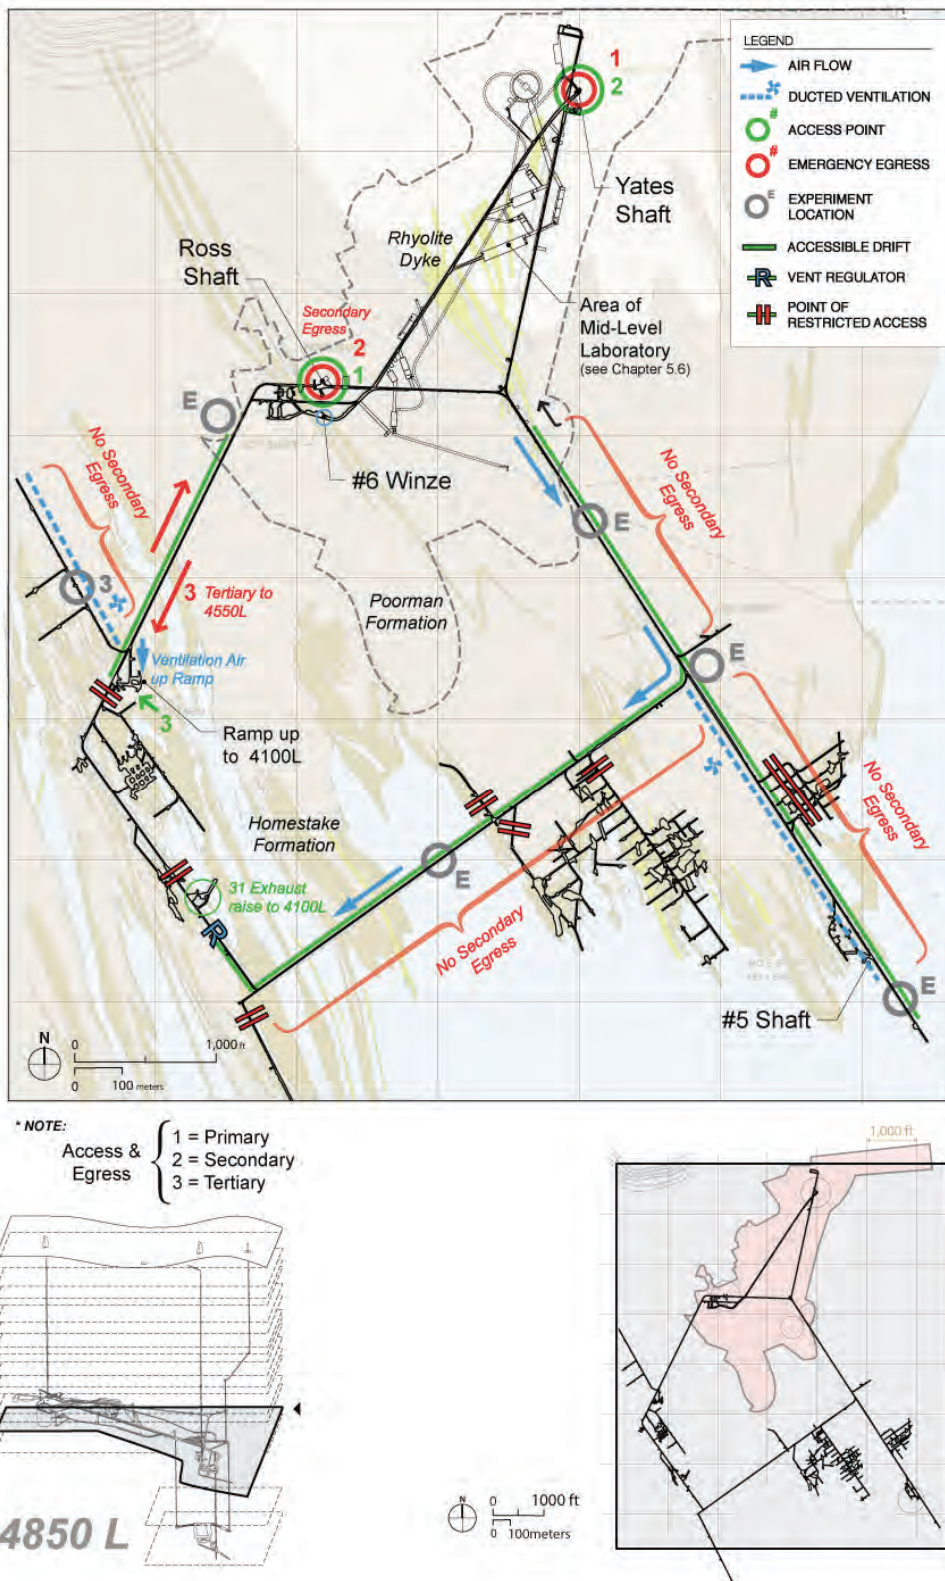 LEGEND
AIR FLOW
DUCTED VENTILATION
#
ACCESS POINT
#
EMERGENCY EGRESS
E
EXPERIMENT
LOCATION
ACCESSIBLE DRIFT
R
VENT REGULATOR
POINT OF
RESTRICTED ACCESS
1
2
Yates
Shaft
Rhyolite
Dyke
Ross
Shaft
Secondary
Egress
2
1
Area of
Mid-Level
Laboratory
(see Chapter 5.6)
E
#6 Winze
No Secondary
Egress
No Secondary
Egress
E
3
3 Tertiary to
4550L
Poorman
Formation
E
Ventilation Air
up Ramp
3
Ramp up
to 4100L
No Secondary
Egress
Homestake
Formation
E
31 Exhaust
raise to 4100L
R
No Secondary
Egress
E
#5 Shaft
N
0
1,000 ft
0
100 meters
* NOTE:
Access &
Egress
1 = Primary
2 = Secondary
3 = Tertiary
1,000 ft
4850 L
N
0
1000 ft
0
100meters